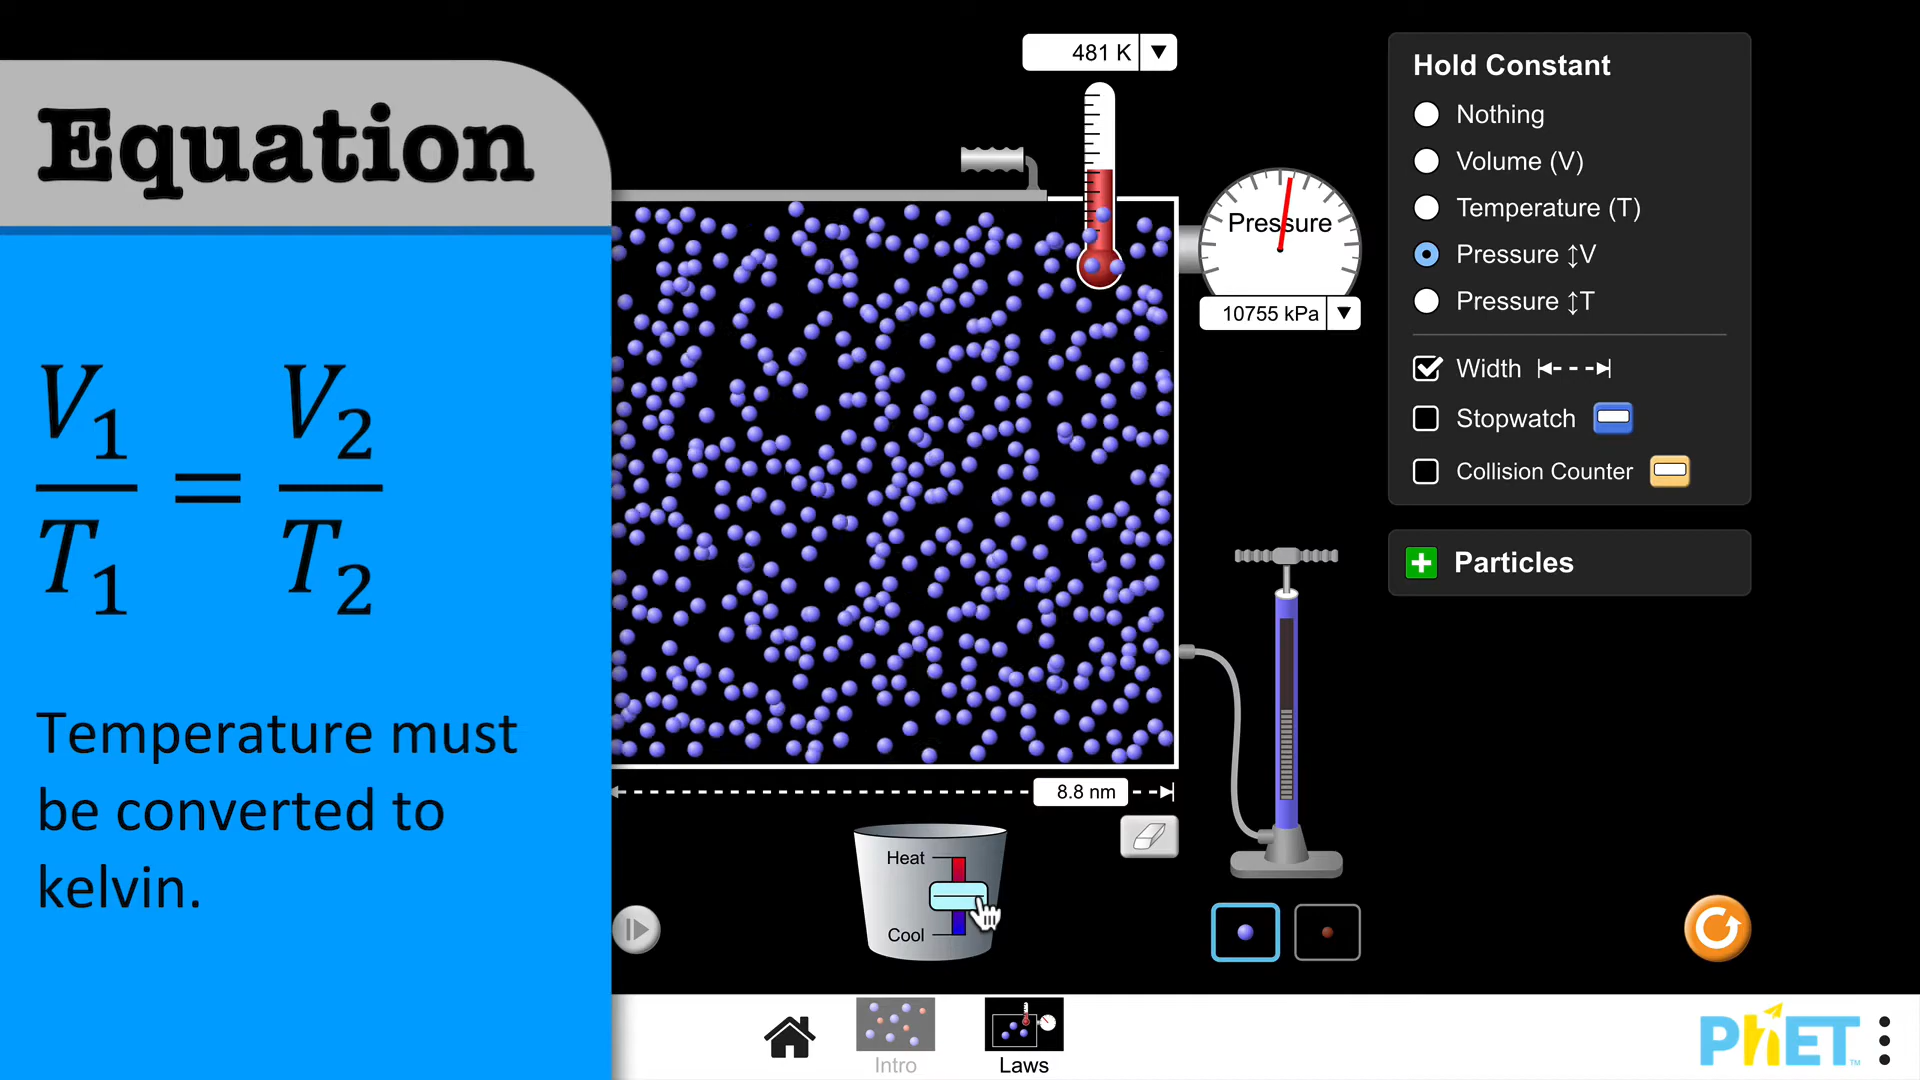 Equation
V₁/T₁ = V₂/T₂
Temperature must
be converted to
kelvin.
481 K ▼
Pressure
10755 kPa ▼
8.8 nm
Heat
Cool
Hold Constant
Nothing
Volume (V)
Temperature (T)
Pressure ↕V
Pressure ↕T
Width
Stopwatch
Collision Counter
Particles
Intro
Laws
PhET™